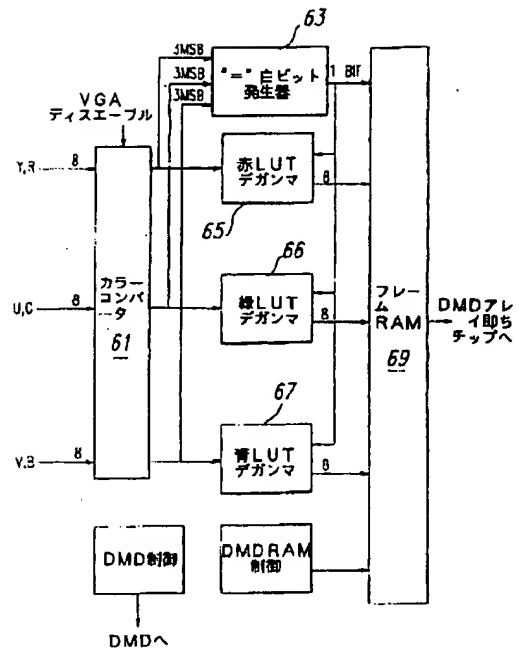 63
3MSB
3MSB
3MSB
"="白ビット
発生器
1 BIT
VGA
ディスエーブル
Y,R
8
赤LUT
デガンマ
8
65
66
U,G
8
カラー
コンバ
ータ
61
緑LUT
デガンマ
8
フレー
ム
RAM
69
DMDアレ
イ即ち
チップへ
67
V,B
8
青LUT
デガンマ
8
DMD制御
DMDRAM
制御
DMDへ